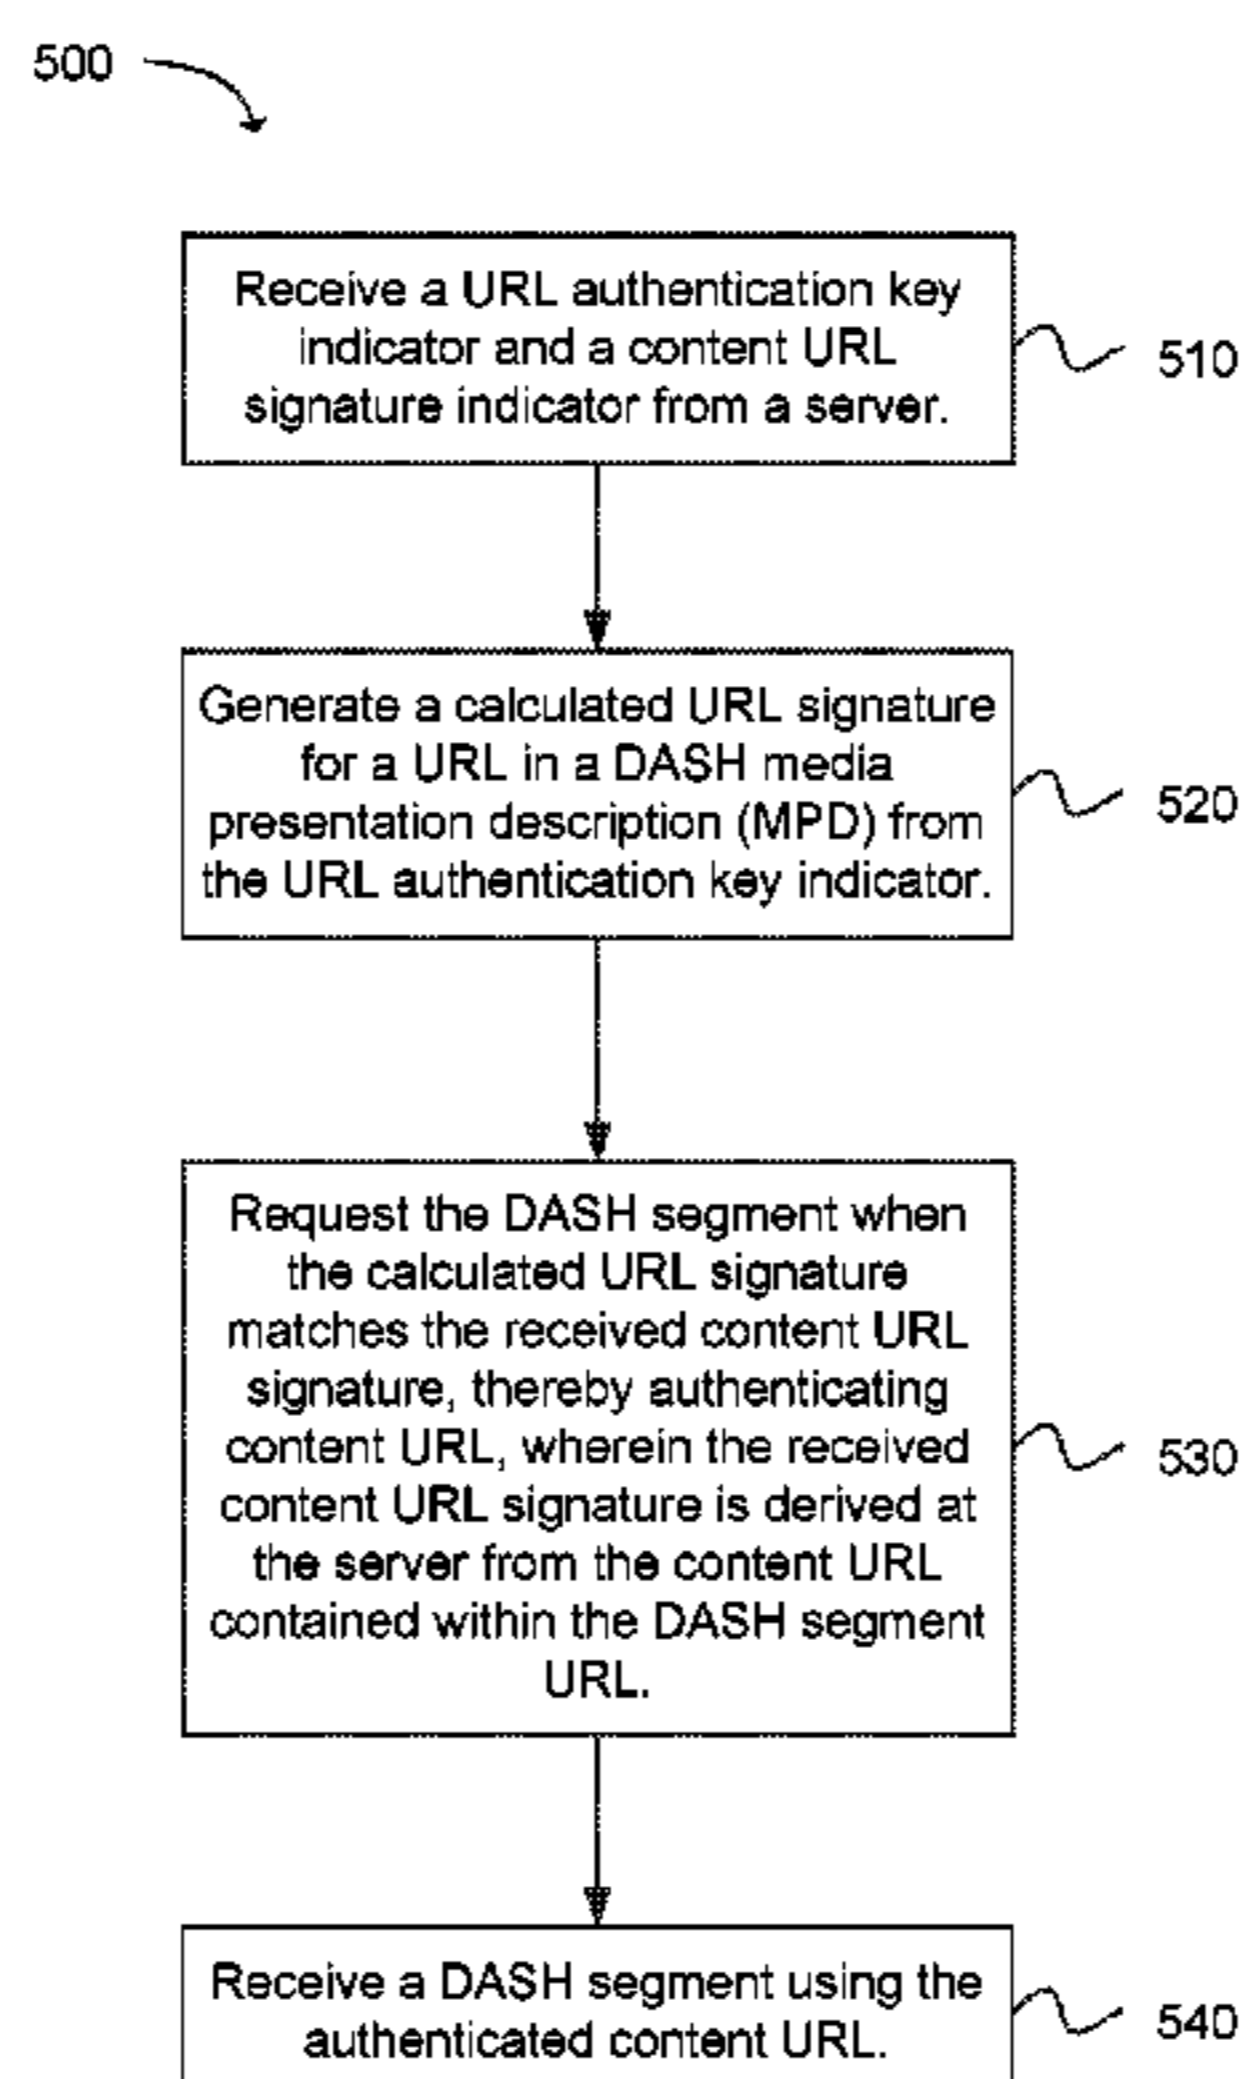 500
Receive a URL authentication key
indicator and a content URL
signature indicator from a server.
510
Generate a calculated URL signature
for a URL in a DASH media
presentation description (MPD) from
the URL authentication key indicator.
520
Request the DASH segment when
the calculated URL signature
matches the received content URL
signature, thereby authenticating
content URL, wherein the received
content URL signature is derived at
the server from the content URL
contained within the DASH segment
URL.
530
Receive a DASH segment using the
authenticated content URL.
540